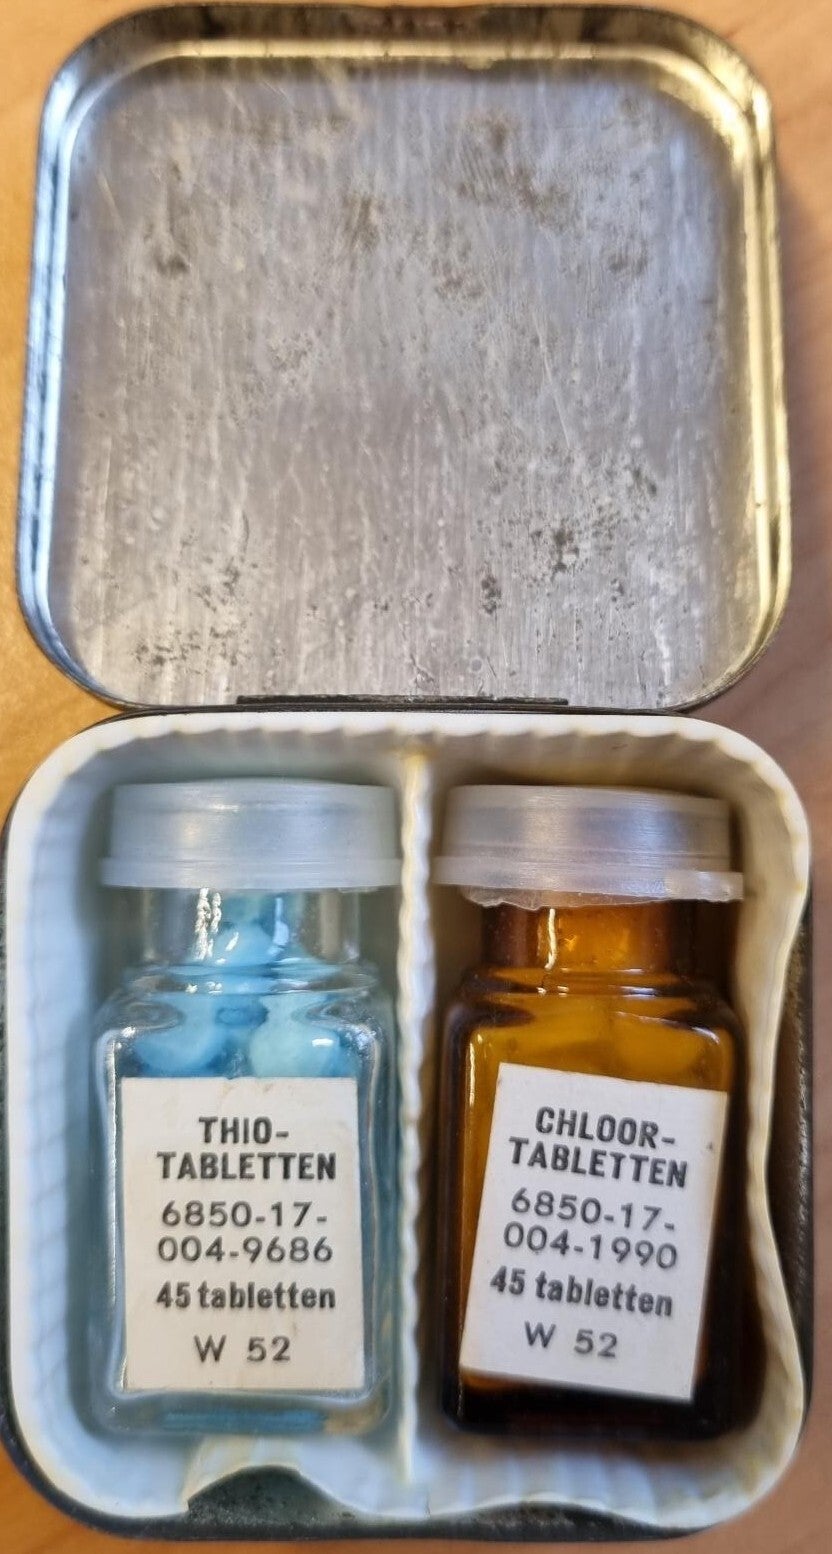 THIO-
TABLETTEN
6850-17-
004-9686
45 tabletten
W 52
CHLOOR-
TABLETTEN
6850-17-
004-1990
45 tabletten
W 52